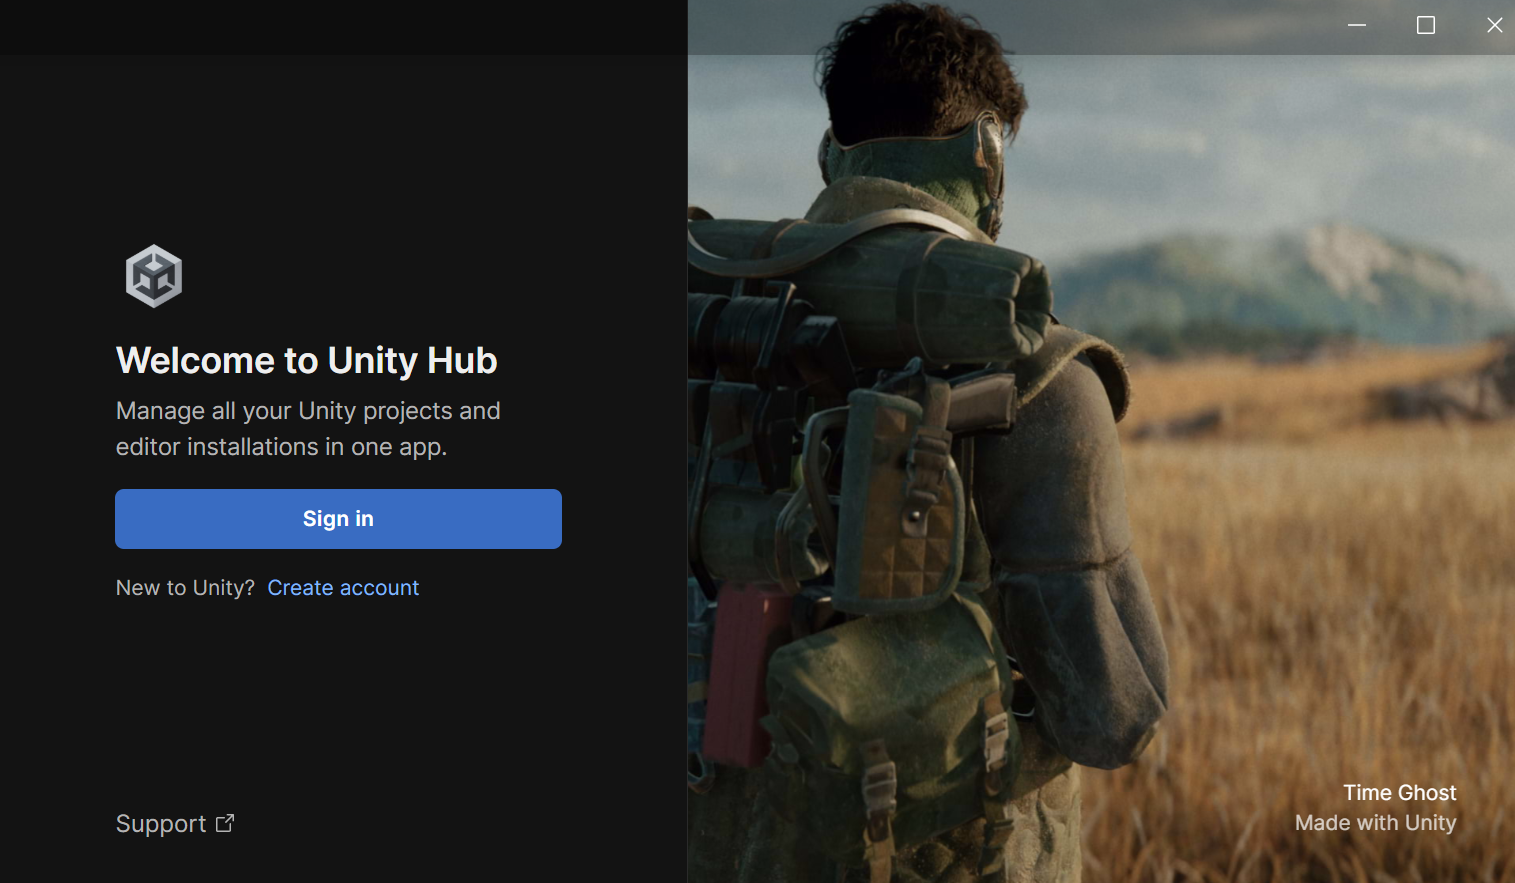 Welcome to Unity Hub
Manage all your Unity projects and
editor installations in one app.
Sign in
New to Unity? Create account
Support
Time Ghost
Made with Unity